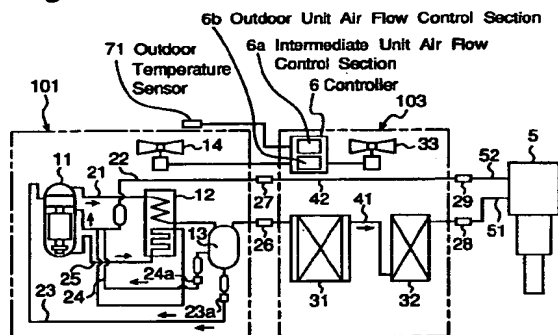 6b Outdoor Unit Air Flow Control Section
6a Intermediate Unit Air Flow
Control Section
71 Outdoor
Temperature
Sensor
6 Controller
101
103
14
33
5
11
21
22
12
27
42
52
29
13
26
41
51
28
24a
25
24
23
23a
31
32